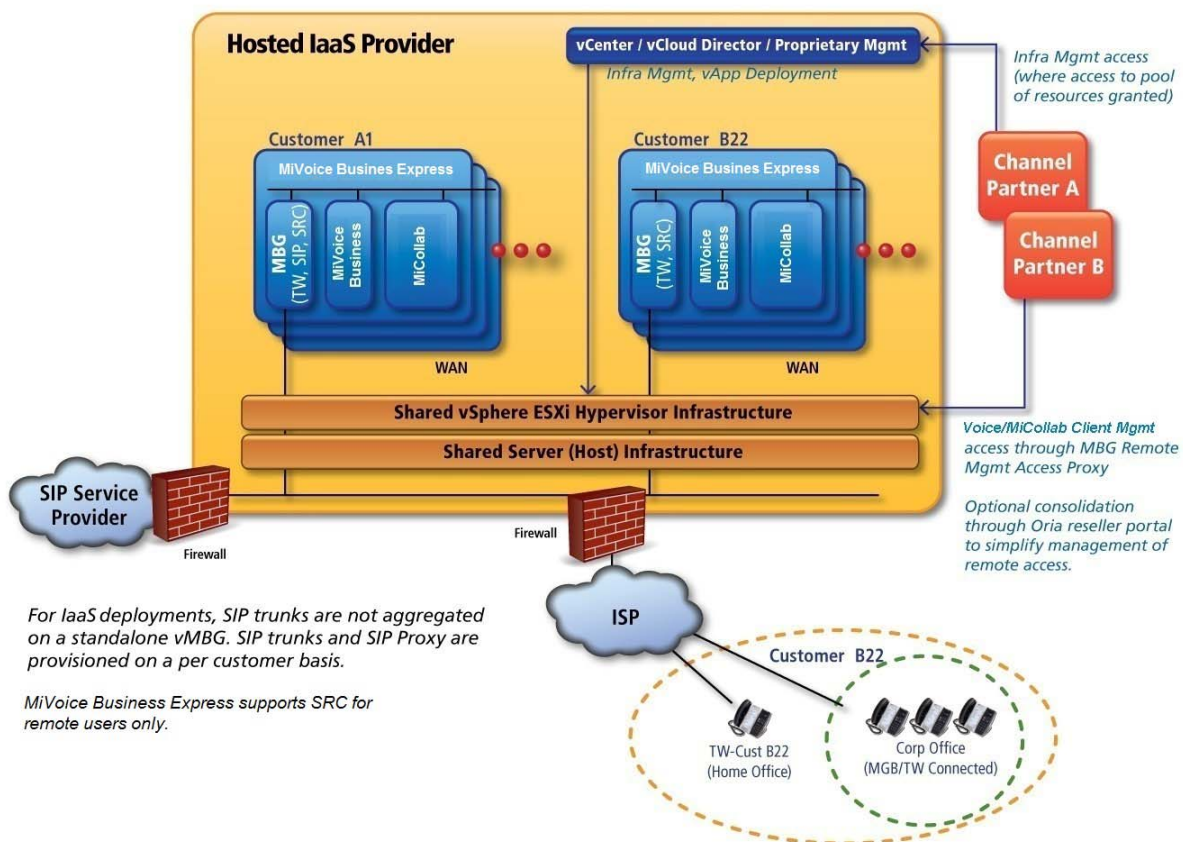 Hosted IaaS Provider
vCenter / vCloud Director / Proprietary Mgmt
Infra Mgmt, vApp Deployment
Infra Mgmt access
(where access to pool
of resources granted)
Customer A1
MiVoice Busines Express
MBG
(TW, SIP, SRC)
MiVoice
Business
MiCollab
WAN
Customer B22
MiVoice Busines Express
MBG
(TW, SRC)
MiVoice
Business
MiCollab
WAN
Channel
Partner A
Channel
Partner B
Shared vSphere ESXi Hypervisor Infrastructure
Shared Server (Host) Infrastructure
Voice/MiCollab Client Mgmt
access through MBG Remote
Mgmt Access Proxy
Optional consolidation
through Oria reseller portal
to simplify management of
remote access.
SIP Service
Provider
Firewall
Firewall
ISP
For IaaS deployments, SIP trunks are not aggregated
on a standalone vMBG. SIP trunks and SIP Proxy are
provisioned on a per customer basis.
MiVoice Business Express supports SRC for
remote users only.
Customer B22
TW-Cust B22
(Home Office)
Corp Office
(MGB/TW Connected)